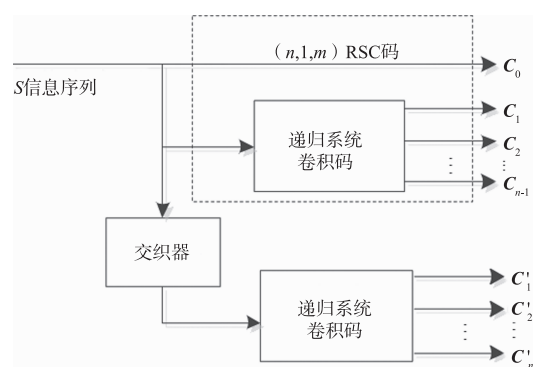 (n,1,m) RSC码
C0
S信息序列
C1
递归系统
卷积码
C2
⋮
⋮
Cn-1
交织器
C'1
递归系统
卷积码
C'2
⋮
⋮
C'n